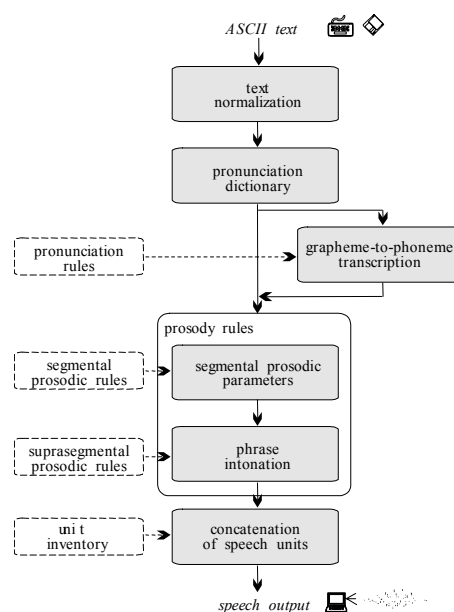 ASCII text
text
normalization
pronunciation
dictionary
pronunciation
rules
grapheme-to-phoneme
transcription
prosody rules
segmental
prosodic rules
segmental prosodic
parameters
suprasegmental
prosodic rules
phrase
intonation
unit
inventory
concatenation
of speech units
speech output